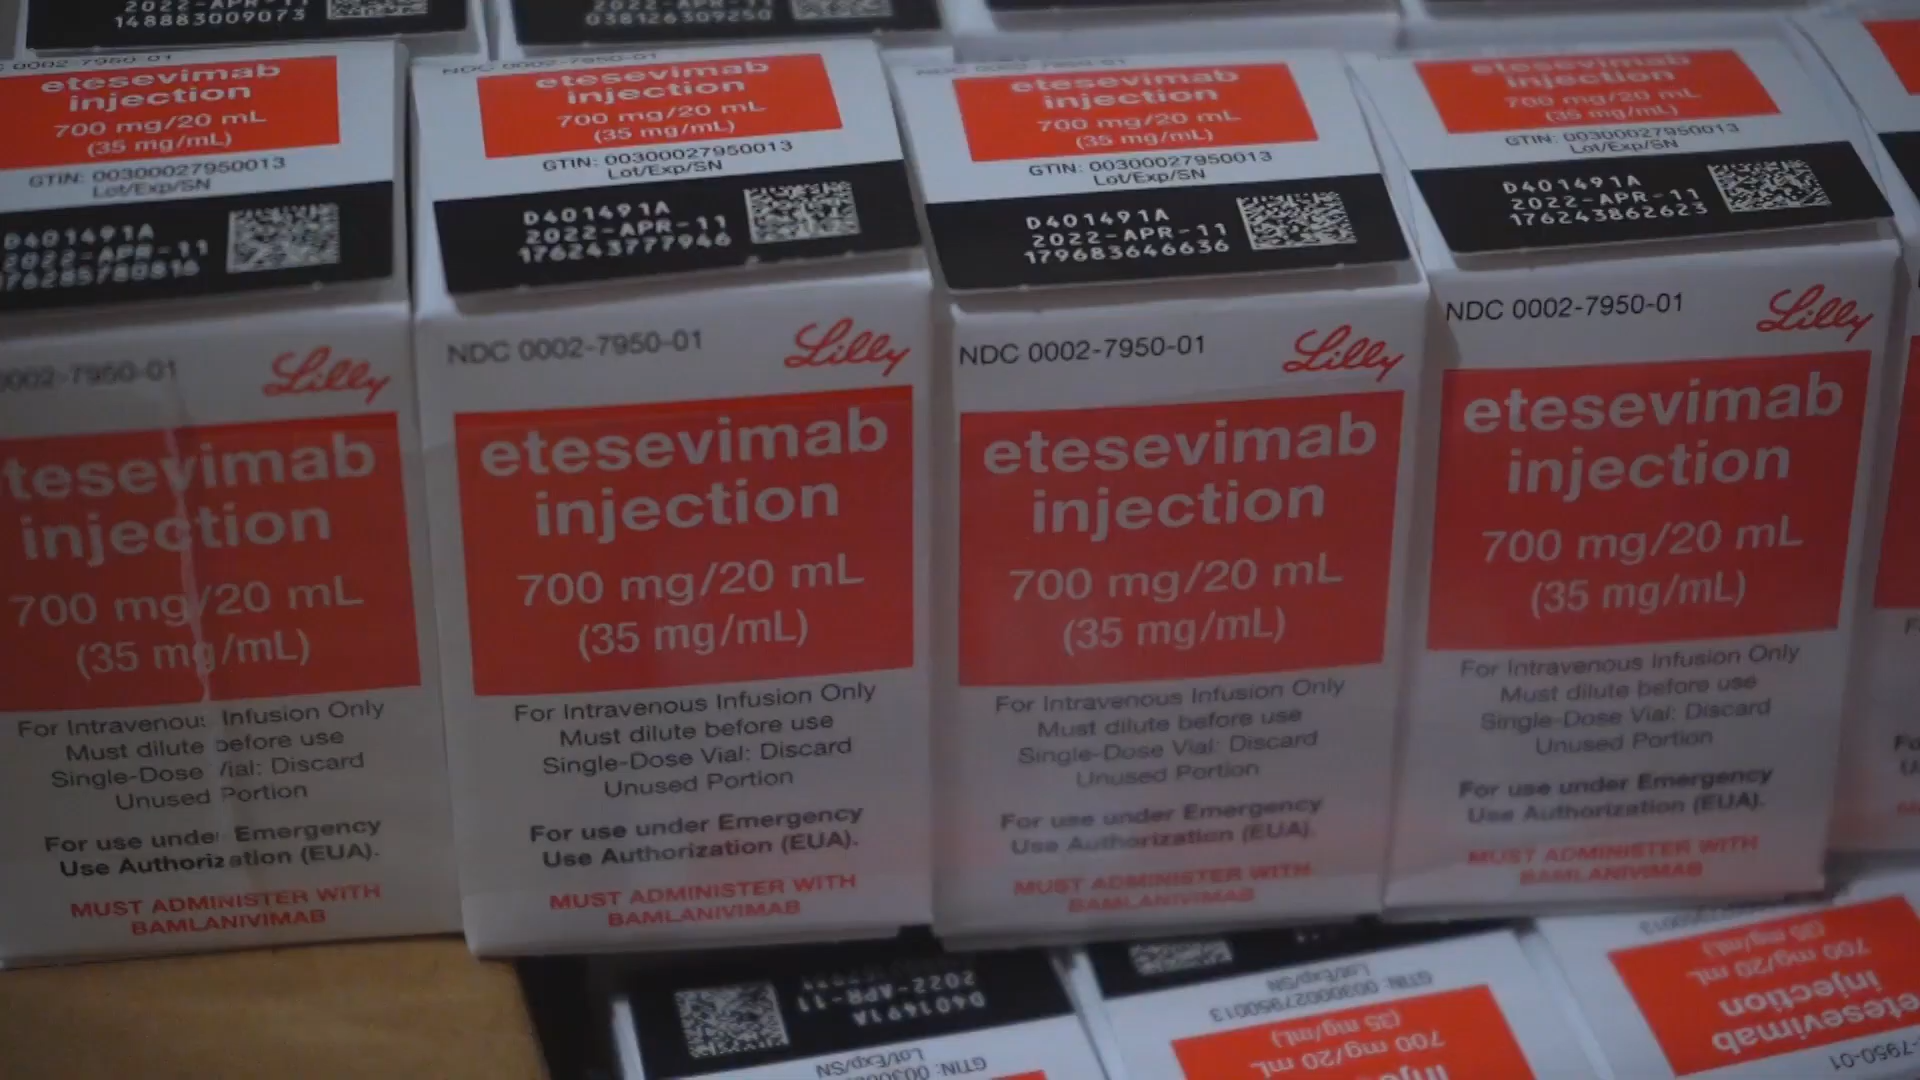 148883009073
038126309250
NDC 0002-7950-01
etesevimab
injection
700 mg/20 mL
(35 mg/mL)
GTIN: 00300027950013
Lot/Exp/SN
D401491A
2022-APR-11
etesevimab
injection
700 mg/20 mL
(35 mg/mL)
GTIN: 00300027950013
Lot/Exp/SN
D401491A
2022-APR-11
176243777946
etesevimab
injection
700 mg/20 mL
(35 mg/mL)
GTIN: 00300027950013
Lot/Exp/SN
D401491A
2022-APR-11
179683646636
etesevimab
injection
700 mg/20 mL
(35 mg/mL)
GTIN: 00300027950013
Lot/Exp/SN
D401491A
2022-APR-11
176243862623
0002-7950-01
Lilly
tesevimab
injection
700 mg/20 mL
(35 mg/mL)
For Intravenous Infusion Only
Must dilute before use
Single-Dose Vial: Discard
Unused Portion
For use under Emergency
Use Authorization (EUA).
MUST ADMINISTER WITH
BAMLANIVIMAB
NDC 0002-7950-01
Lilly
etesevimab
injection
700 mg/20 mL
(35 mg/mL)
For Intravenous Infusion Only
Must dilute before use
Single-Dose Vial: Discard
Unused Portion
For use under Emergency
Use Authorization (EUA).
MUST ADMINISTER WITH
BAMLANIVIMAB
NDC 0002-7950-01
Lilly
etesevimab
injection
700 mg/20 mL
(35 mg/mL)
For Intravenous Infusion Only
Must dilute before use
Single-Dose Vial: Discard
Unused Portion
For use under Emergency
Use Authorization (EUA).
MUST ADMINISTER WITH
BAMLANIVIMAB
NDC 0002-7950-01
Lilly
etesevimab
injection
700 mg/20 mL
(35 mg/mL)
For Intravenous Infusion Only
Must dilute before use
Single-Dose Vial: Discard
Unused Portion
For use under Emergency
Use Authorization (EUA).
MUST ADMINISTER WITH
BAMLANIVIMAB
D401491A
2022-APR-11
Lot/Exp/SN
700 mg/20 mL
(35 mg/mL)
GTIN: 00300027950013
Lot/Exp/SN
etesevimab
injection
700 mg/20 mL
(35 mg/mL)